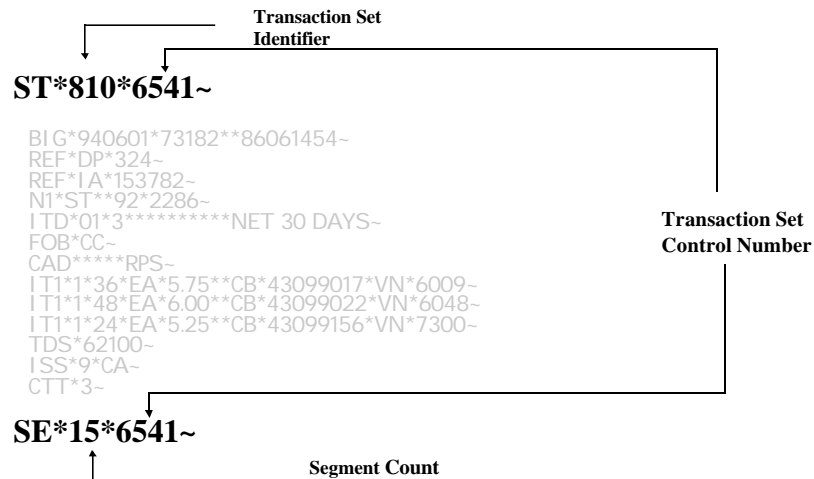 Transaction Set
Identifier
ST*810*6541~
BIG*940601*73182**86061454~
REF*DP*324~
REF*IA*153782~
N1*ST**92*2286~
ITD*01*3**********NET 30 DAYS~
FOB*CC~
CAD*****RPS~
IT1*1*36*EA*5.75**CB*43099017*VN*6009~
IT1*1*48*EA*6.00**CB*43099022*VN*6048~
IT1*1*24*EA*5.25**CB*43099156*VN*7300~
TDS*62100~
ISS*9*CA~
CTT*3~
Transaction Set
Control Number
SE*15*6541~
Segment Count